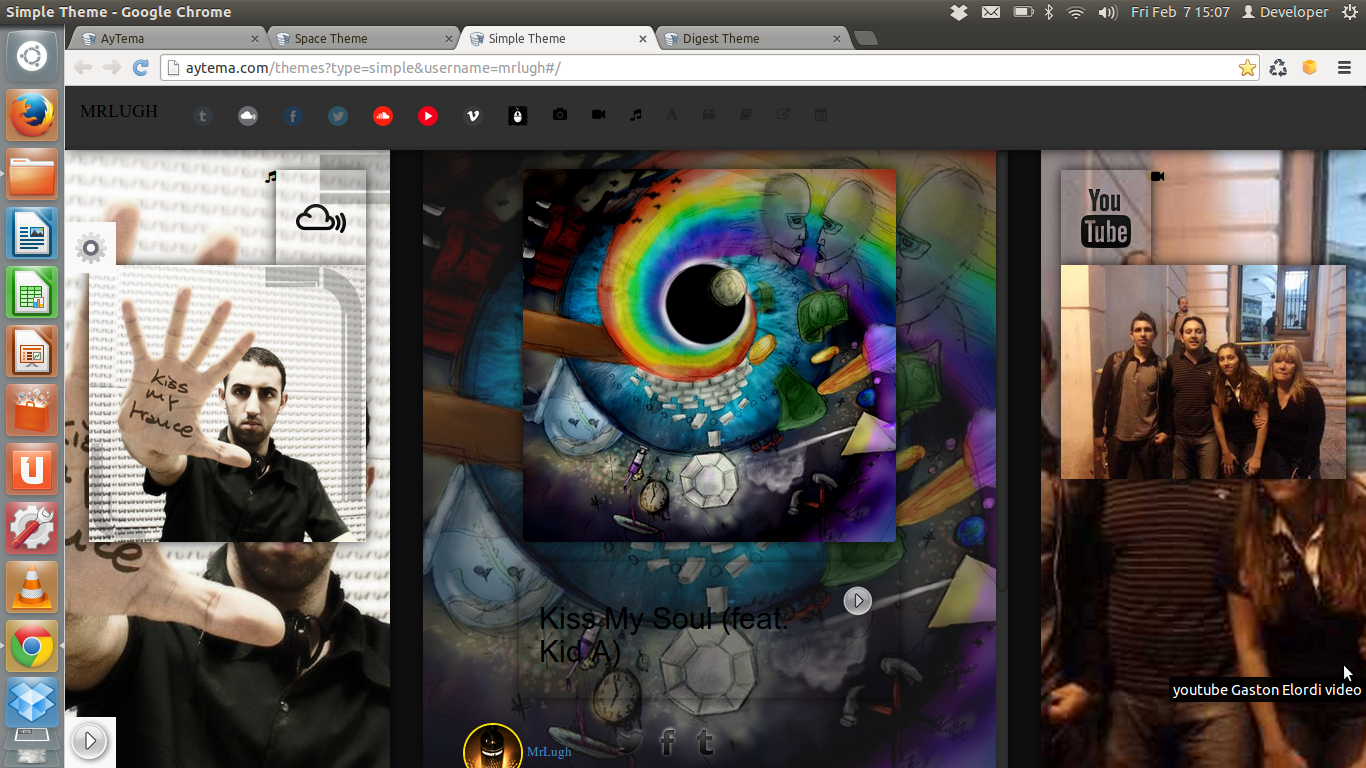 Simple Theme - Google Chrome
Fri Feb 7 15:07
Developer
AyTema
Space Theme
Simple Theme
Digest Theme
aytema.com/themes?type=simple&username=mrlugh#/
MRLUGH
You
Tube
Kiss
my
trance
Kiss My Soul (feat.
Kid A)
MrLugh
youtube Gaston Elordi video